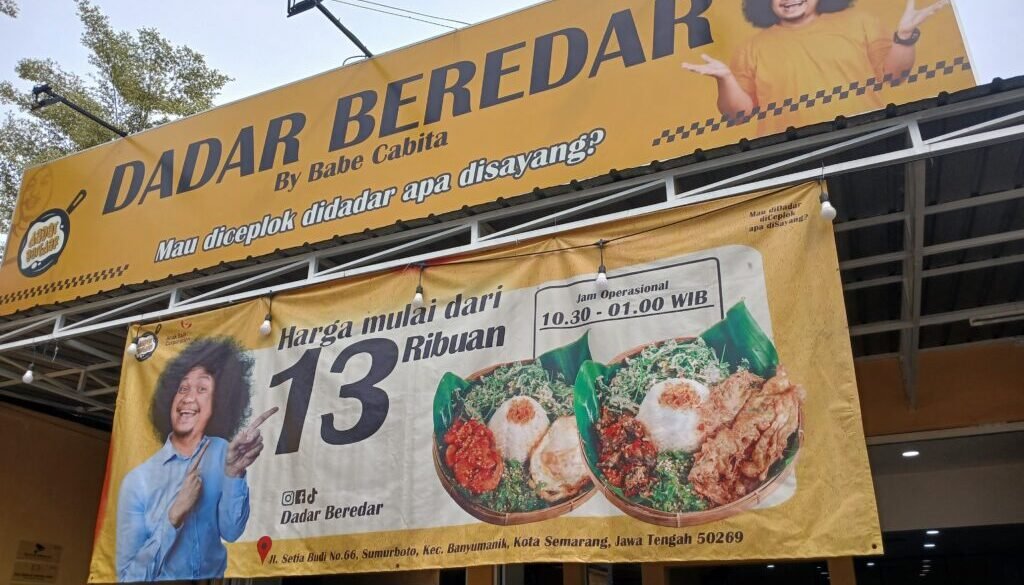 DADAR BEREDAR
By Babe Cabita
Mau diceplok didadar apa disayang?
Mau diDadar
diCeplok
apa diSayang?
Harga mulai dari
13 Ribuan
Jam Operasional
10.30 - 01.00 WIB
Dadar Beredar
Jl. Setia Budi No.66, Sumurboto, Kec. Banyumanik, Kota Semarang, Jawa Tengah 50269